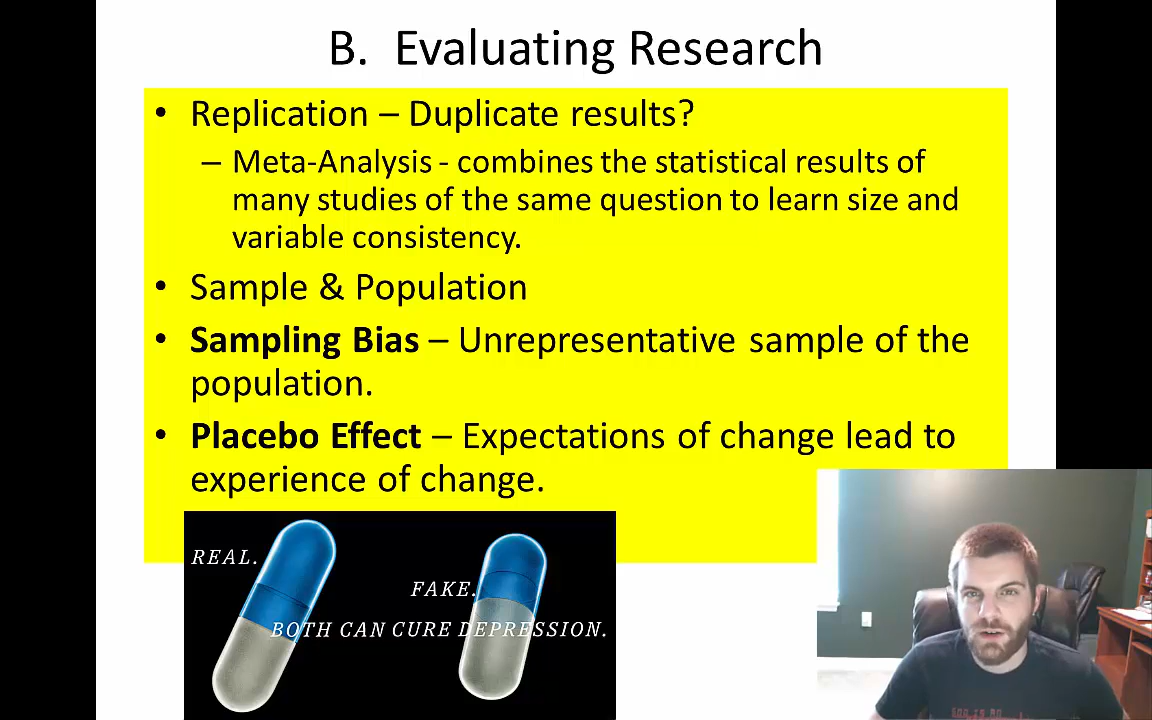 B. Evaluating Research
• Replication – Duplicate results?
– Meta-Analysis - combines the statistical results of
many studies of the same question to learn size and
variable consistency.
• Sample & Population
• Sampling Bias – Unrepresentative sample of the
population.
• Placebo Effect – Expectations of change lead to
experience of change.
REAL.
FAKE.
BOTH CAN CURE DEPRESSION.